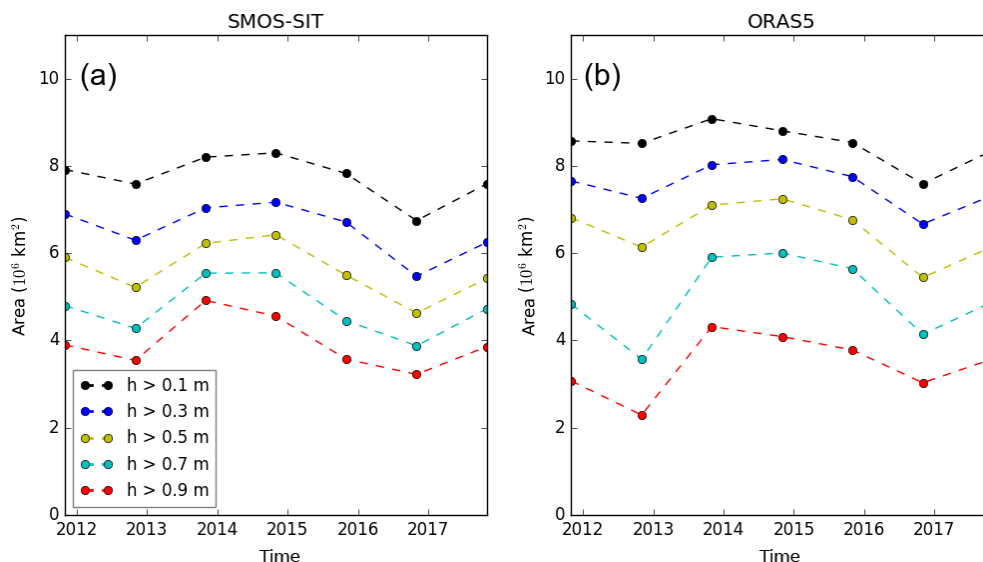 SMOS-SIT
(a)
10
8
6
4
2
0
Area (10⁶ km²)
h > 0.1 m
h > 0.3 m
h > 0.5 m
h > 0.7 m
h > 0.9 m
2012 2013 2014 2015 2016 2017
Time
ORAS5
(b)
10
8
6
4
2
0
Area (10⁶ km²)
2012 2013 2014 2015 2016 2017
Time